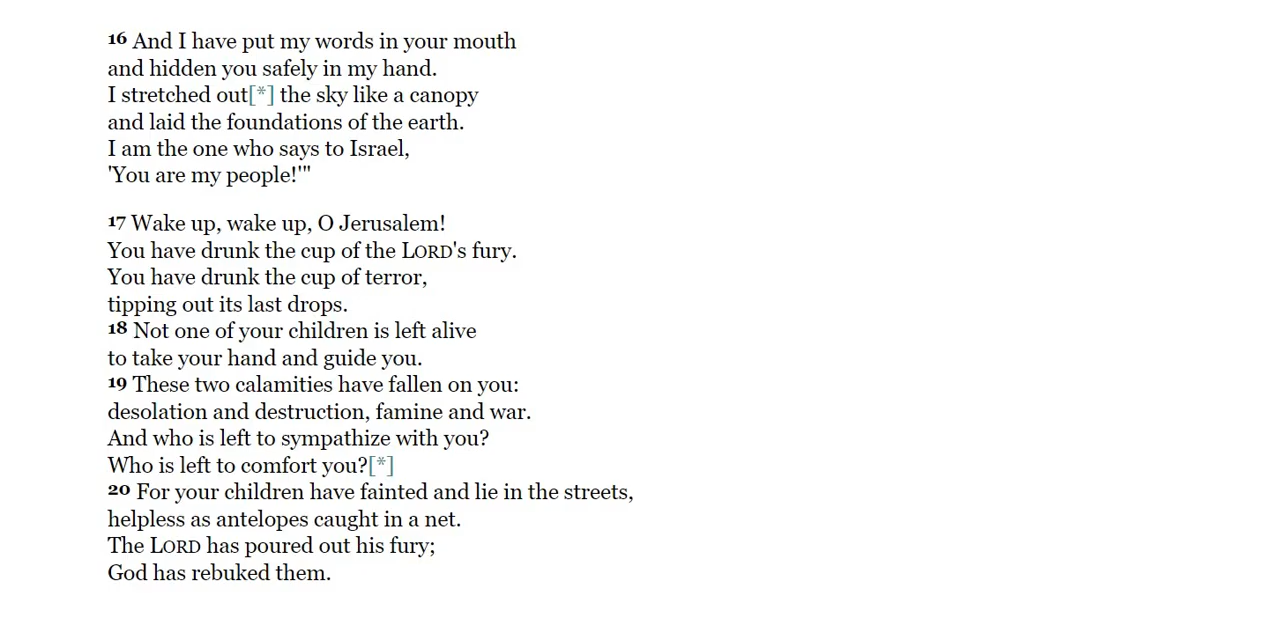 16 And I have put my words in your mouth
and hidden you safely in my hand.
I stretched out[*] the sky like a canopy
and laid the foundations of the earth.
I am the one who says to Israel,
'You are my people!'"
17 Wake up, wake up, O Jerusalem!
You have drunk the cup of the LORD's fury.
You have drunk the cup of terror,
tipping out its last drops.
18 Not one of your children is left alive
to take your hand and guide you.
19 These two calamities have fallen on you:
desolation and destruction, famine and war.
And who is left to sympathize with you?
Who is left to comfort you?[*]
20 For your children have fainted and lie in the streets,
helpless as antelopes caught in a net.
The LORD has poured out his fury;
God has rebuked them.